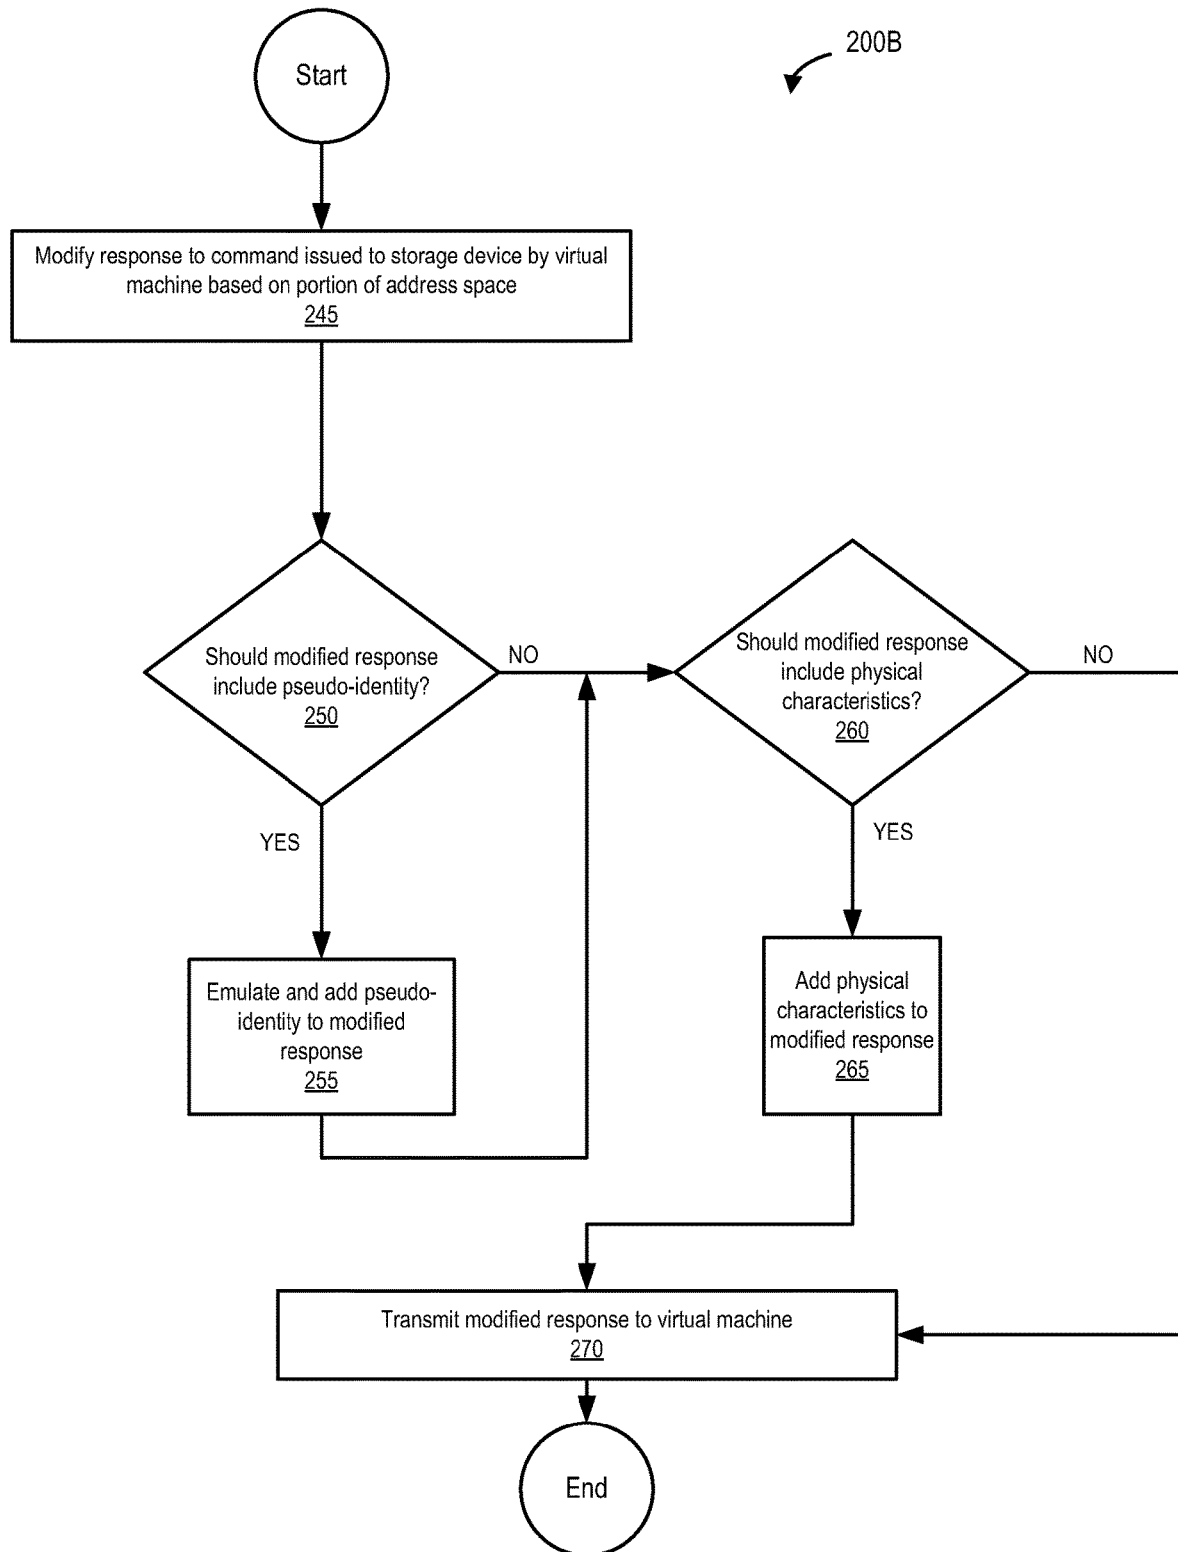 200B
Start
Modify response to command issued to storage device by virtual
machine based on portion of address space
245
Should modified response
include pseudo-identity?
250
NO
YES
Should modified response
include physical
characteristics?
260
NO
YES
Emulate and add pseudo-
identity to modified
response
255
Add physical
characteristics to
modified response
265
Transmit modified response to virtual machine
270
End